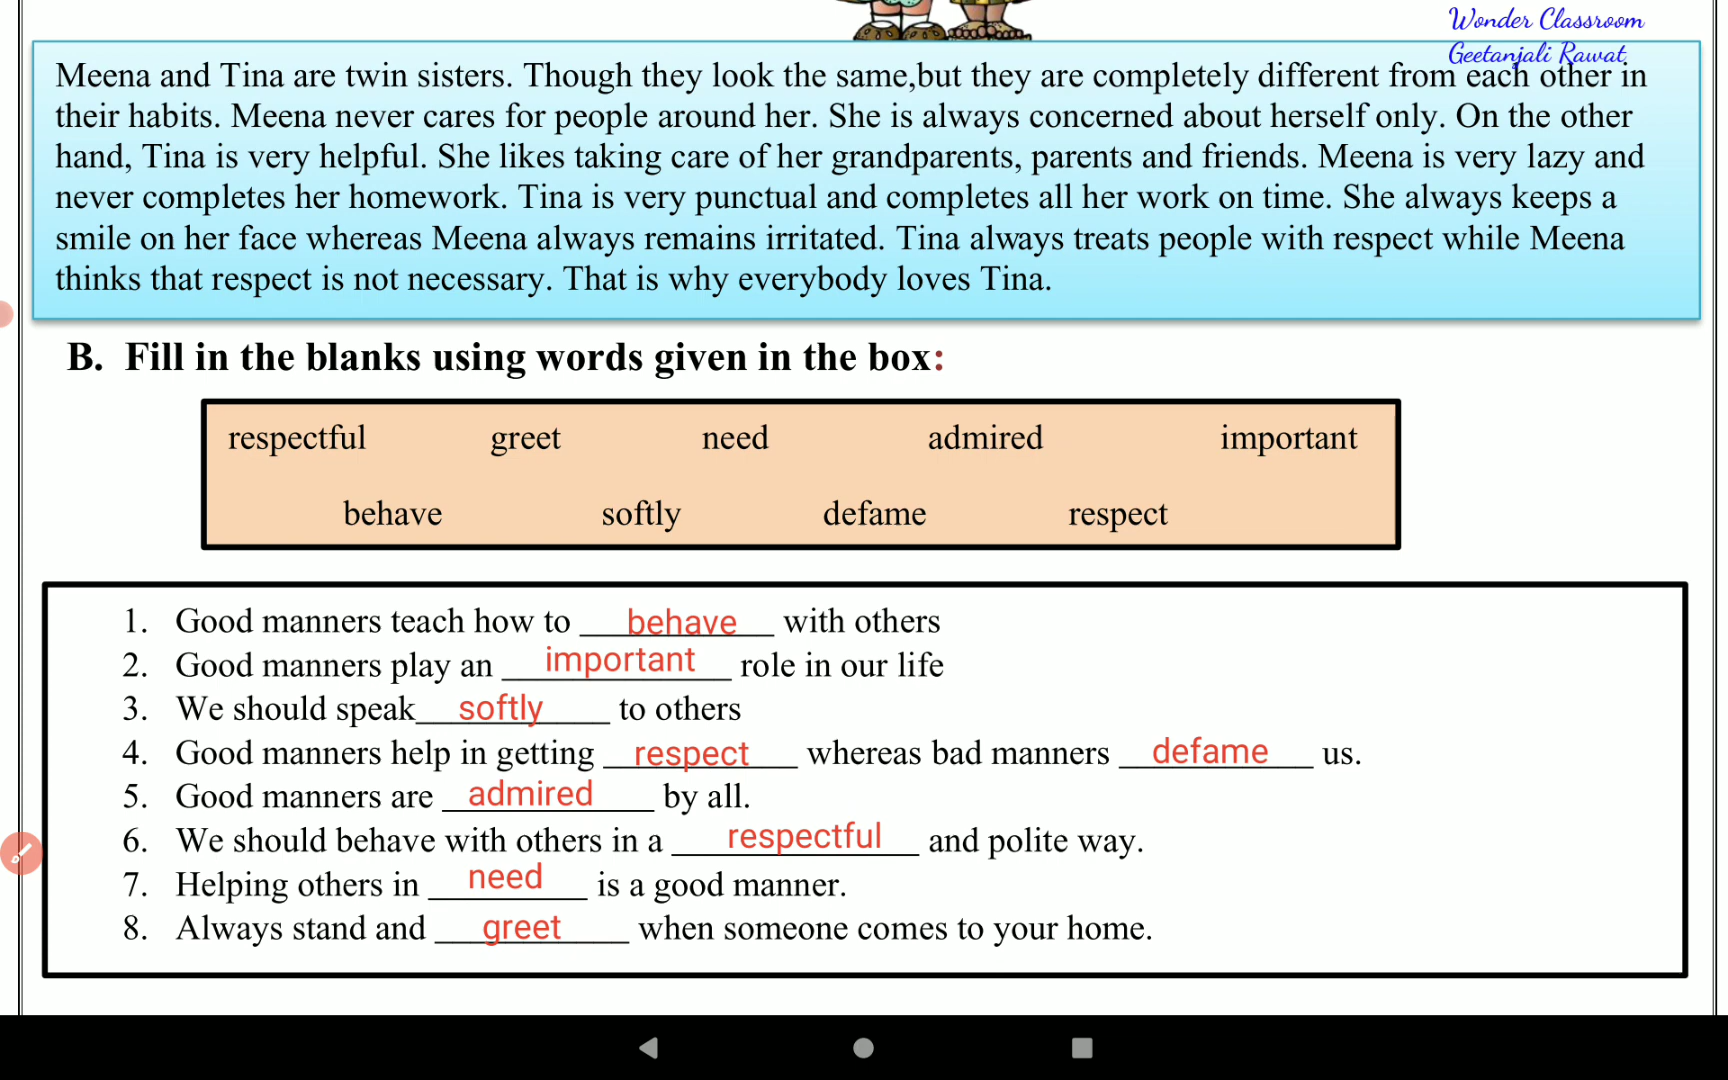 Wonder Classroom
Geetanjali Rawat
Meena and Tina are twin sisters. Though they look the same,but they are completely different from each other in
their habits. Meena never cares for people around her. She is always concerned about herself only. On the other
hand, Tina is very helpful. She likes taking care of her grandparents, parents and friends. Meena is very lazy and
never completes her homework. Tina is very punctual and completes all her work on time. She always keeps a
smile on her face whereas Meena always remains irritated. Tina always treats people with respect while Meena
thinks that respect is not necessary. That is why everybody loves Tina.
B. Fill in the blanks using words given in the box:
respectful greet need admired important
behave softly defame respect
1. Good manners teach how to behave with others
2. Good manners play an important role in our life
3. We should speak softly to others
4. Good manners help in getting respect whereas bad manners defame us.
5. Good manners are admired by all.
6. We should behave with others in a respectful and polite way.
7. Helping others in need is a good manner.
8. Always stand and greet when someone comes to your home.